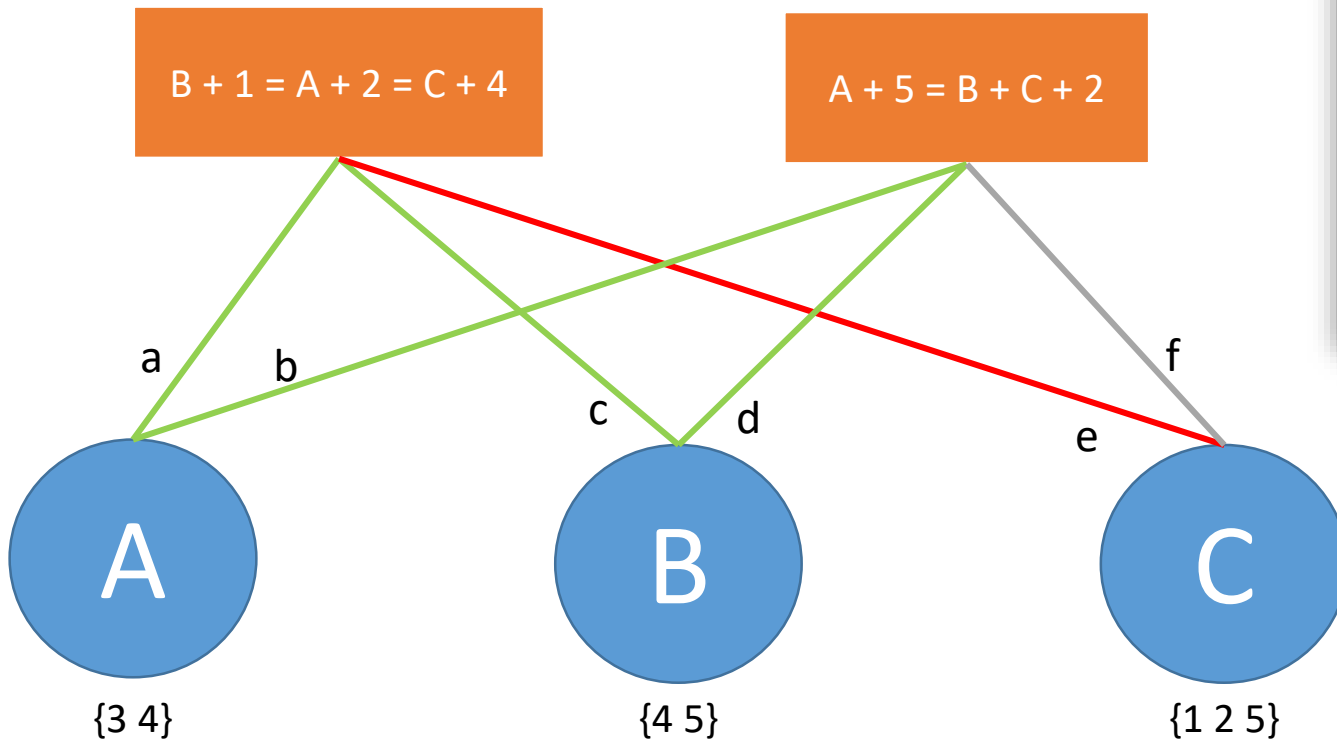 B + 1 = A + 2 = C + 4
A + 5 = B + C + 2
a
b
c
d
e
f
A
B
C
{3 4}
{4 5}
{1 2 5}